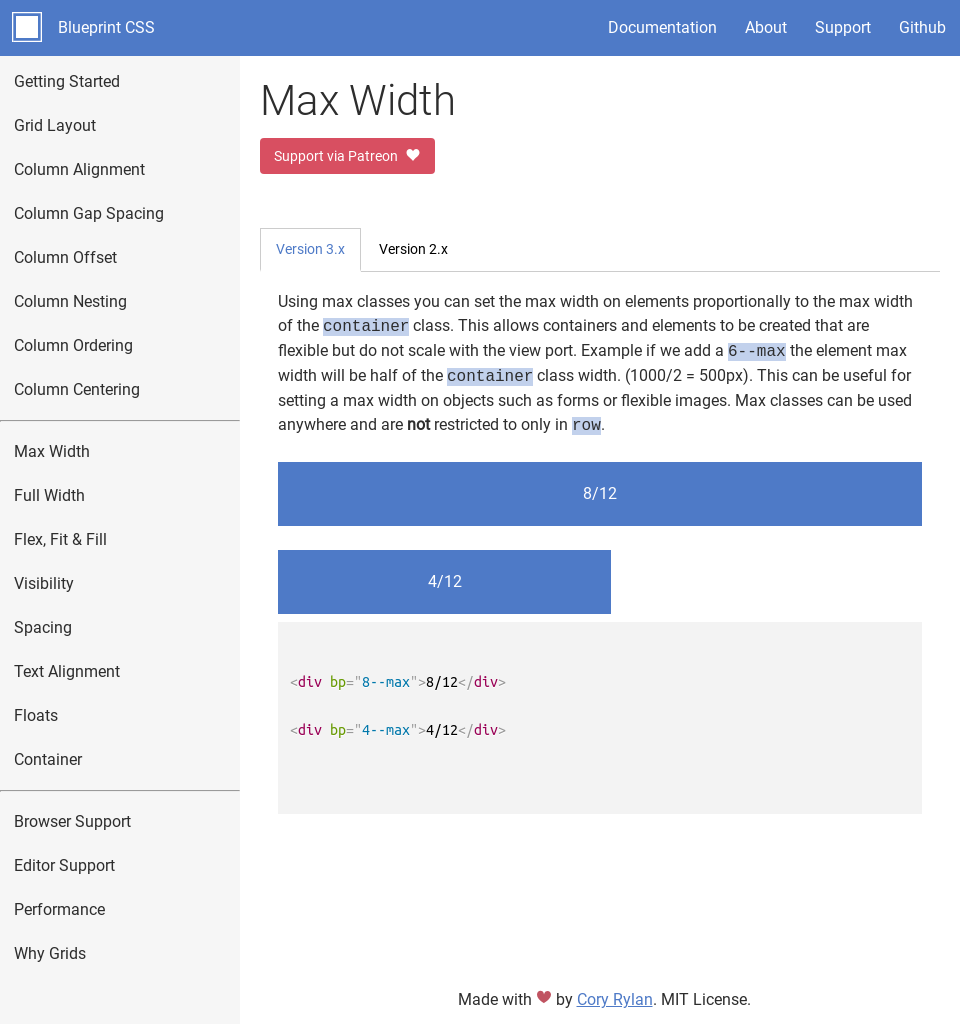 Blueprint CSS
Documentation
About
Support
Github
Getting Started
Grid Layout
Column Alignment
Column Gap Spacing
Column Offset
Column Nesting
Column Ordering
Column Centering
Max Width
Full Width
Flex, Fit & Fill
Visibility
Spacing
Text Alignment
Floats
Container
Browser Support
Editor Support
Performance
Why Grids
Max Width
Support via Patreon
Version 3.x
Version 2.x
Using max classes you can set the max width on elements proportionally to the max width
of the container class. This allows containers and elements to be created that are
flexible but do not scale with the view port. Example if we add a 6--max the element max
width will be half of the container class width. (1000/2 = 500px). This can be useful for
setting a max width on objects such as forms or flexible images. Max classes can be used
anywhere and are not restricted to only in row.
8/12
4/12
<div bp="8--max">8/12</div>
<div bp="4--max">4/12</div>
Made with ♥ by Cory Rylan. MIT License.